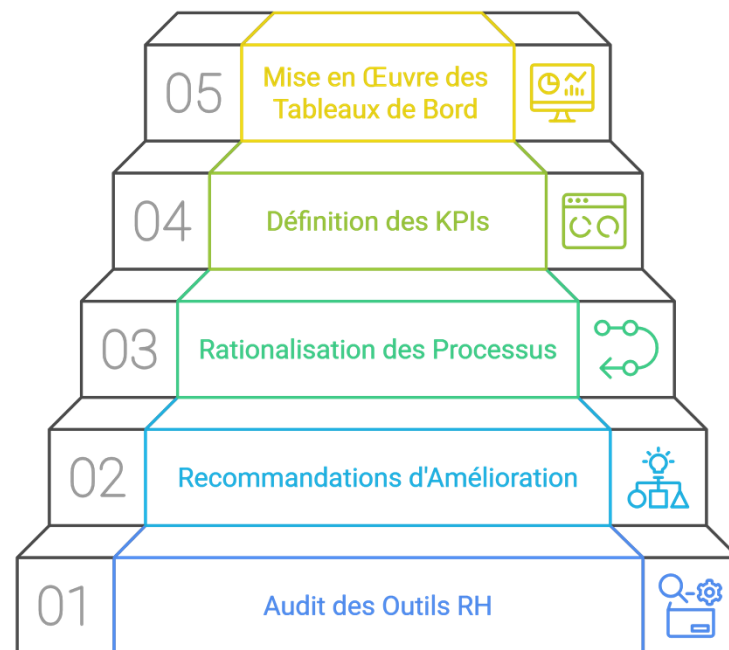 05
Mise en Œuvre des
Tableaux de Bord
04
Définition des KPIs
03
Rationalisation des Processus
02
Recommandations d'Amélioration
01
Audit des Outils RH